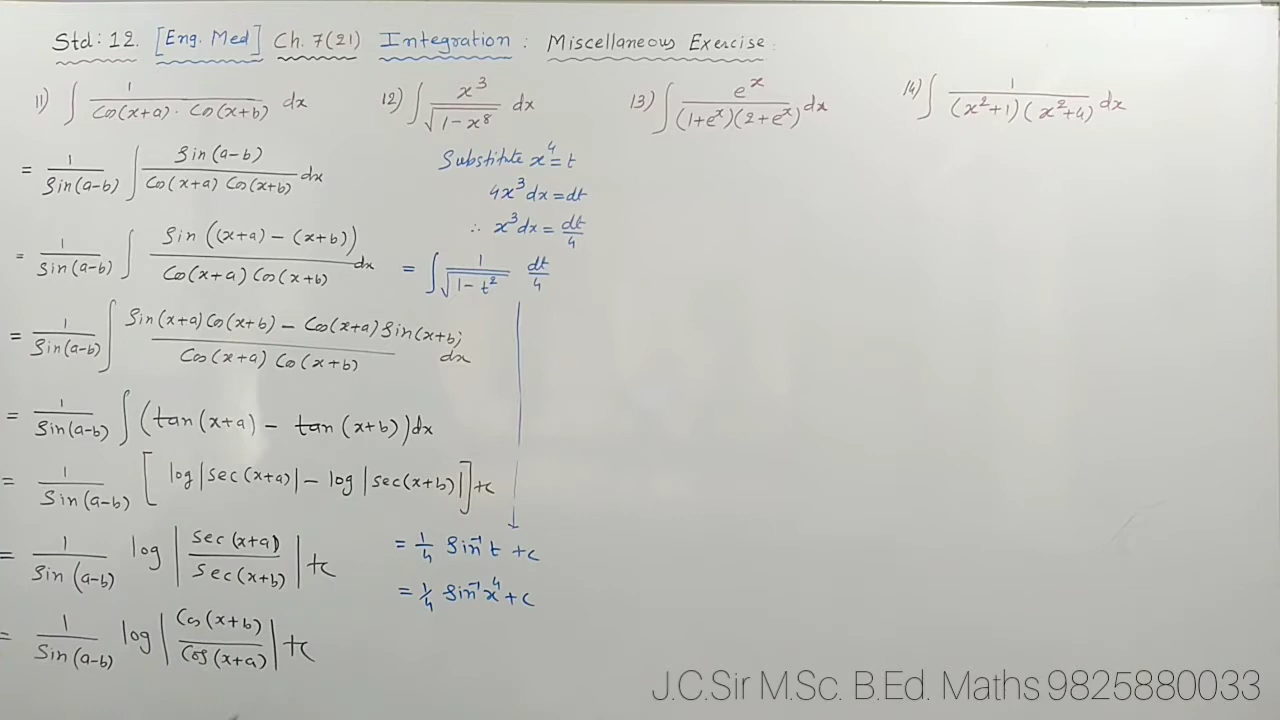 Std: 12. [Eng. Med] Ch. 7(21) Integration : Miscellaneous Exercise.
11) ∫ 1/(Cos(x+a) · Cos(x+b)) dx
= 1/Sin(a-b) ∫ Sin(a-b)/(Cos(x+a) Cos(x+b)) dx
= 1/Sin(a-b) ∫ Sin((x+a) - (x+b))/(Cos(x+a) Cos(x+b)) dx
= 1/Sin(a-b) ∫ (Sin(x+a) Cos(x+b) - Cos(x+a) Sin(x+b))/(Cos(x+a) Cos(x+b)) dx
= 1/Sin(a-b) ∫ (tan(x+a) - tan(x+b)) dx
= 1/Sin(a-b) [log|sec(x+a)| - log|sec(x+b)|] + c
= 1/Sin(a-b) log|sec(x+a)/sec(x+b)| + c
= 1/Sin(a-b) log|Cos(x+b)/Cos(x+a)| + c
12) ∫ x³/√(1-x⁸) dx
Substitute x⁴ = t
4x³dx = dt
∴ x³dx = dt/4
= ∫ 1/√(1-t²) dt/4
= 1/4 Sin⁻¹ t + c
= 1/4 Sin⁻¹ x⁴ + c
13) ∫ eˣ/((1+eˣ)(2+eˣ)) dx
14) ∫ 1/((x²+1)(x²+4)) dx
J.C.Sir M.Sc. B.Ed. Maths 9825880033